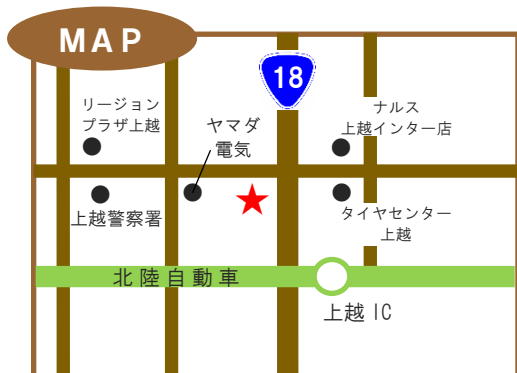 MAP
18
リージョン
プラザ上越
ヤマダ
電気
ナルス
上越インター店
上越警察署
タイヤセンター
上越
北陸自動車
上越IC